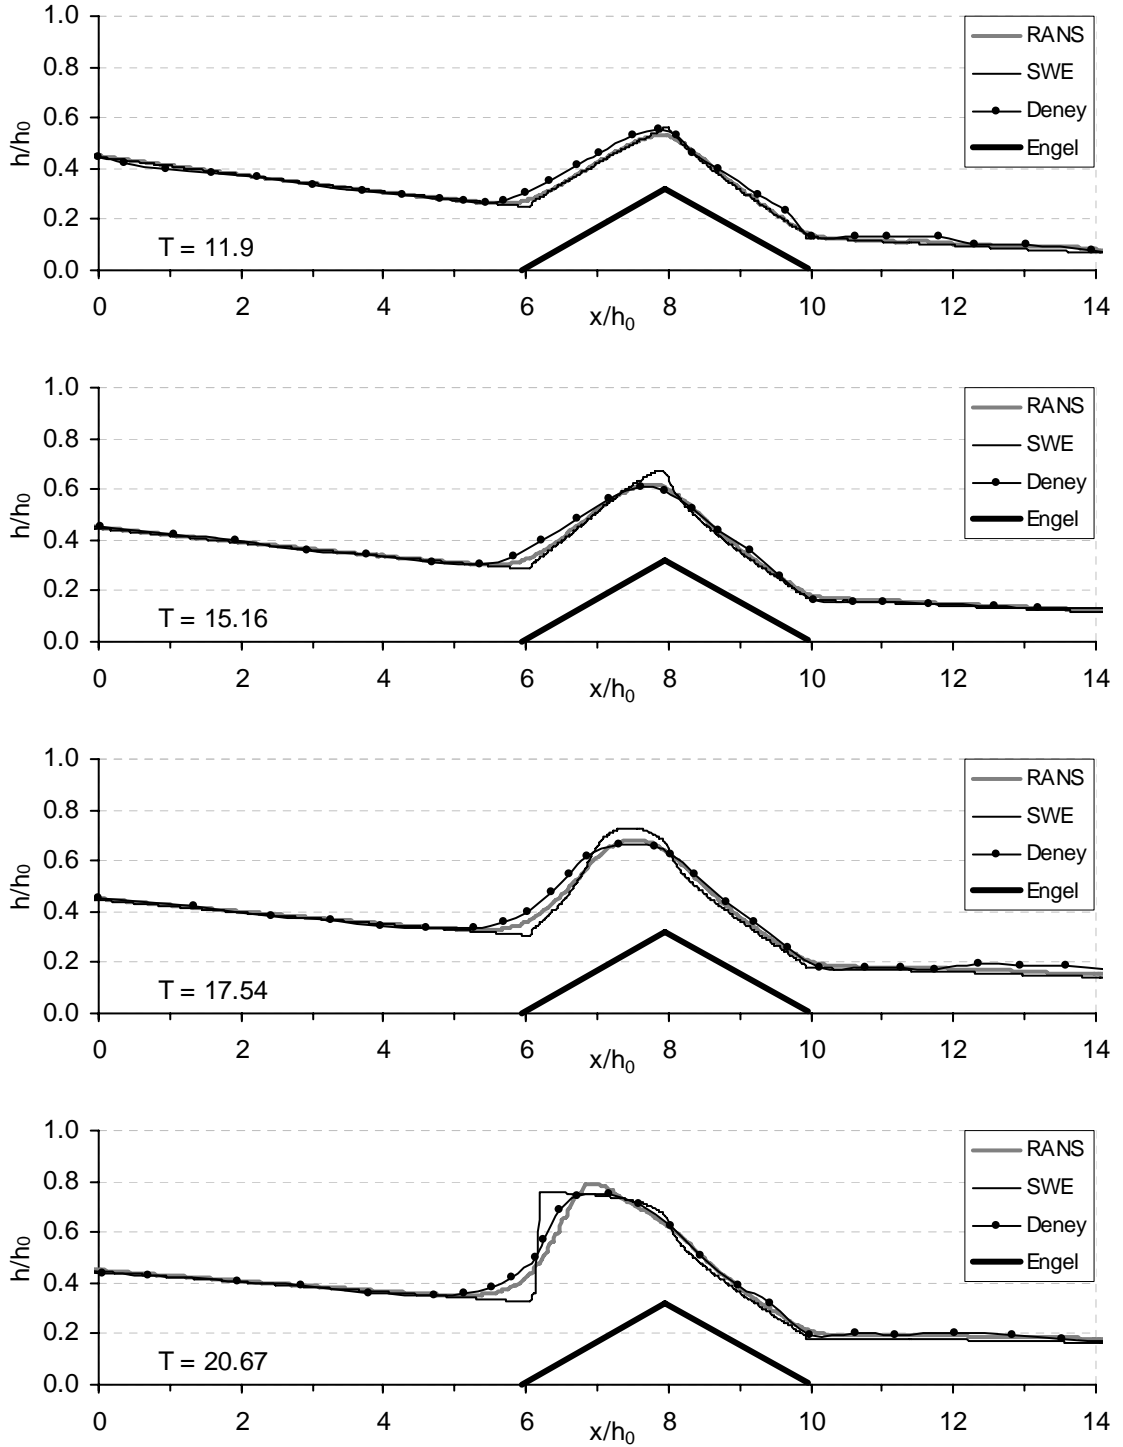 1.0
0.8
0.6
0.4
0.2
0.0
h/h0
RANS
SWE
Deney
Engel
T = 11.9
0 2 4 6 8 10 12 14
x/h0
1.0
0.8
0.6
0.4
0.2
0.0
h/h0
RANS
SWE
Deney
Engel
T = 15.16
0 2 4 6 8 10 12 14
x/h0
1.0
0.8
0.6
0.4
0.2
0.0
h/h0
RANS
SWE
Deney
Engel
T = 17.54
0 2 4 6 8 10 12 14
x/h0
1.0
0.8
0.6
0.4
0.2
0.0
h/h0
RANS
SWE
Deney
Engel
T = 20.67
0 2 4 6 8 10 12 14
x/h0